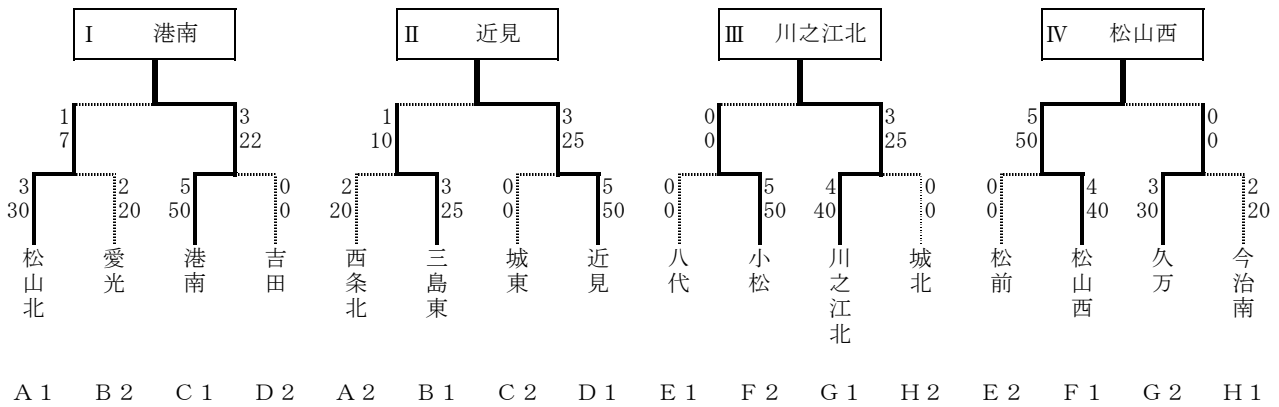 Ⅰ 港南 Ⅱ 近見 Ⅲ 川之江北 Ⅳ 松山西
1 3 1 3 0 3 5 0
7 22 10 25 0 25 50 0
3 2 5 0 2 3 0 5 0 5 4 0 0 4 3 2
30 20 50 0 20 25 0 50 0 50 40 0 0 40 30 20
松山北 愛光 港南 吉田 西条北 三島東 城東 近見 八代 小松 川之江北 城北 松前 松山西 久万 今治南
A1 B2 C1 D2 A2 B1 C2 D1 E1 F2 G1 H2 E2 F1 G2 H1